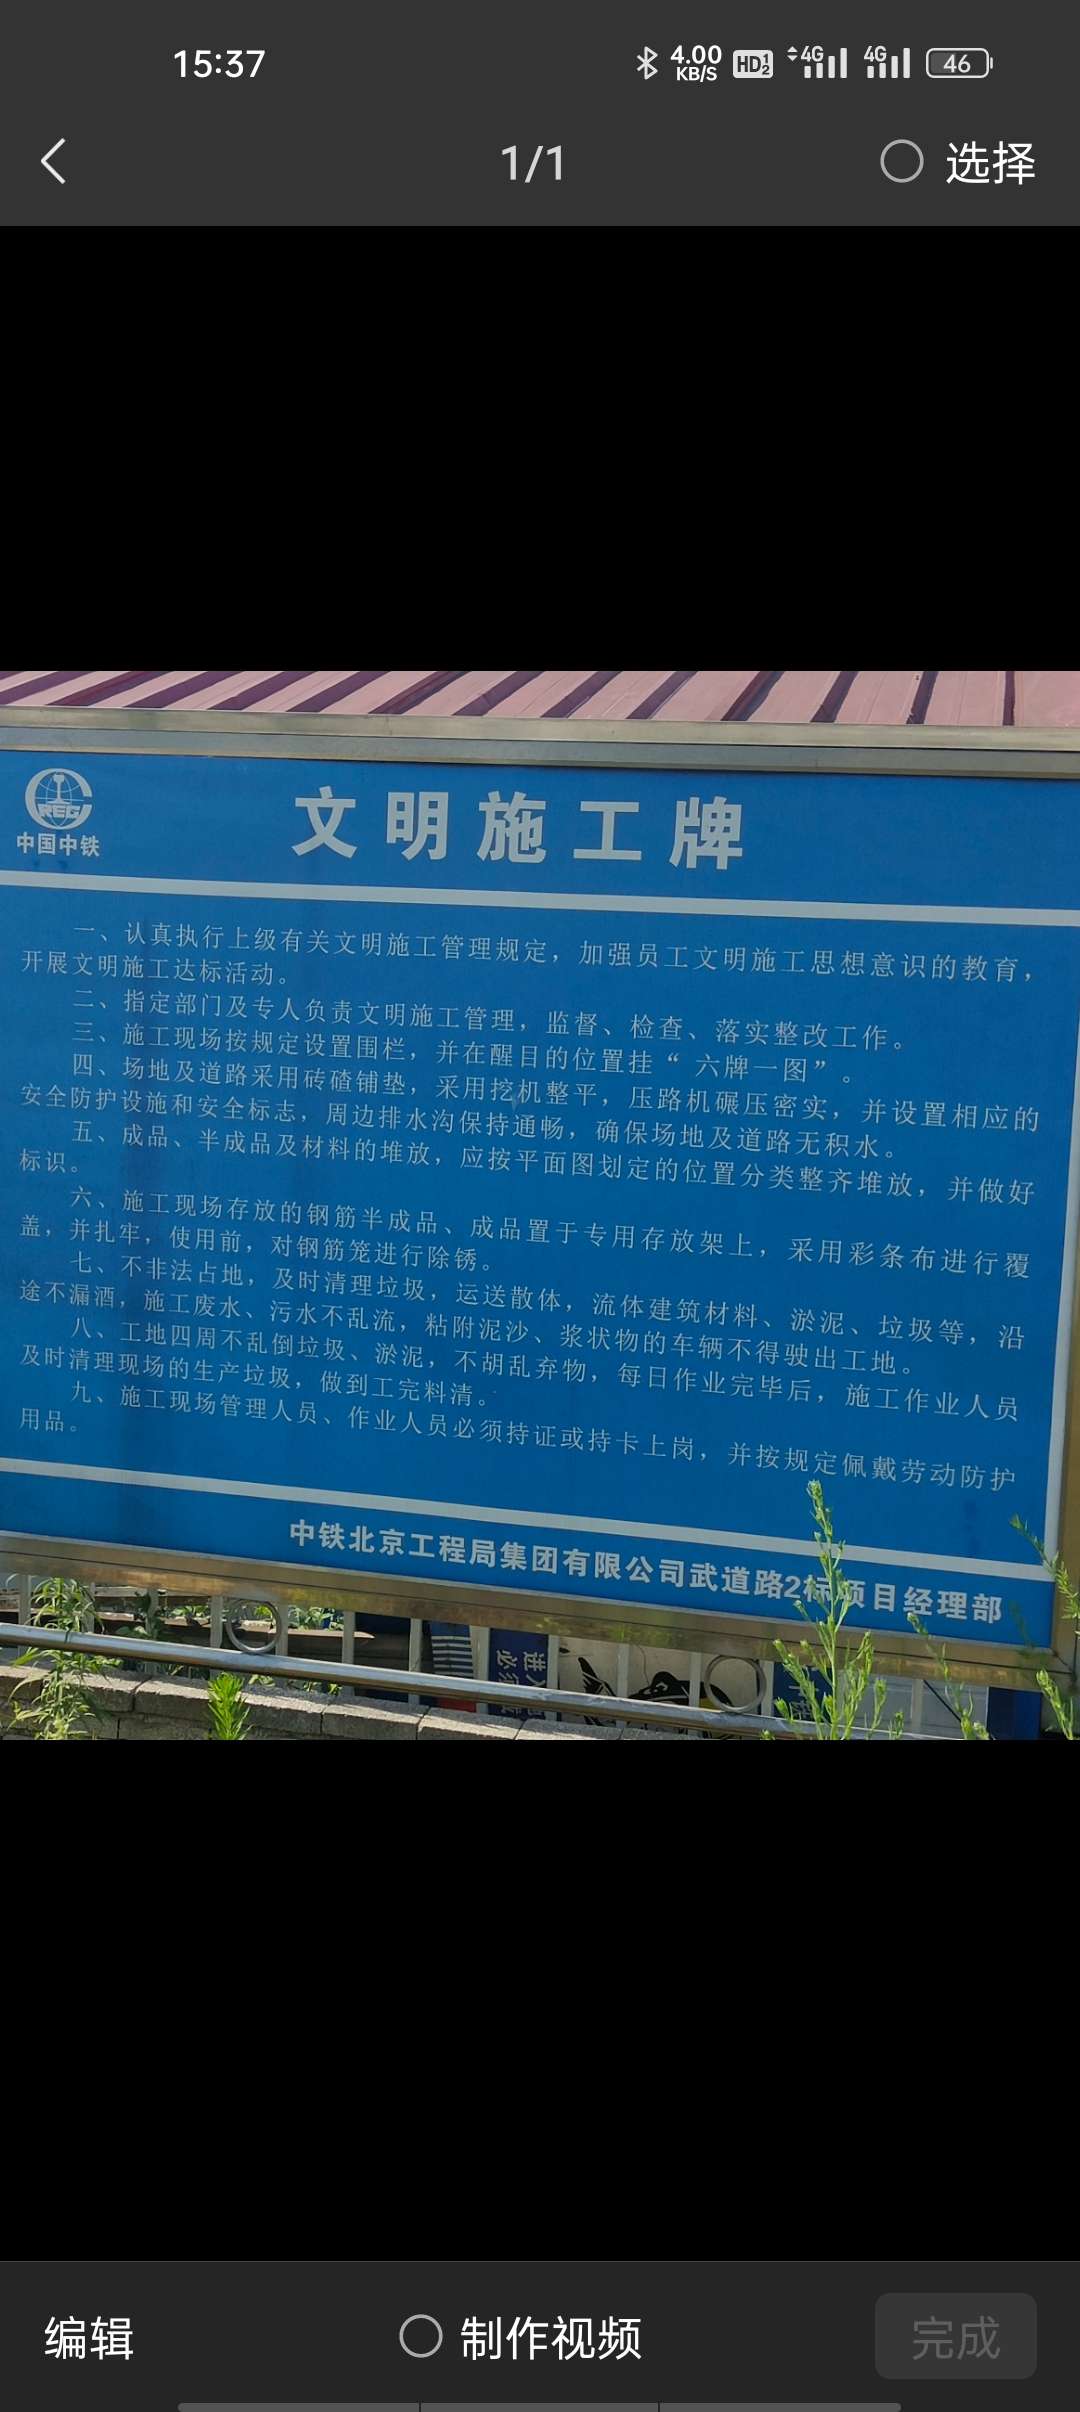 15:37
4.00 KB/S HD 1 2 4G 4G 46
1/1
选择
REG
中国中铁
文明施工牌
一、认真执行上级有关文明施工管理规定，加强员工文明施工思想意识的教育，
开展文明施工达标活动。
二、指定部门及专人负责文明施工管理，监督、检查、落实整改工作。
三、施工现场按规定设置围栏，并在醒目的位置挂“六牌一图”。
四、场地及道路采用砖碴铺垫，采用挖机整平，压路机碾压密实，并设置相应的
安全防护设施和安全标志，周边排水沟保持通畅，确保场地及道路无积水。
五、成品、半成品及材料的堆放，应按平面图划定的位置分类整齐堆放，并做好
标识。
六、施工现场存放的钢筋半成品、成品置于专用存放架上，采用彩条布进行覆
盖，并扎牢，使用前，对钢筋笼进行除锈。
七、不非法占地，及时清理垃圾，运送散体，流体建筑材料、淤泥、垃圾等，沿
途不漏酒，施工废水、污水不乱流，粘附泥沙、浆状物的车辆不得驶出工地。
八、工地四周不乱倒垃圾、淤泥，不胡乱弃物，每日作业完毕后，施工作业人员
及时清理现场的生产垃圾，做到工完料清。
九、施工现场管理人员、作业人员必须持证或持卡上岗，并按规定佩戴劳动防护
用品。
中铁北京工程局集团有限公司武道路2标项目经理部
进入
必须
编辑
制作视频
完成